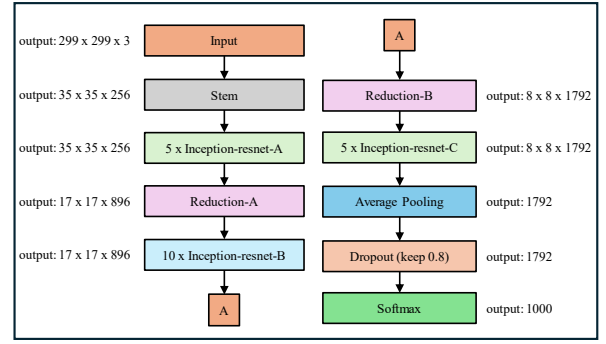 output: 299 x 299 x 3 Input
output: 35 x 35 x 256 Stem
output: 35 x 35 x 256 5 x Inception-resnet-A
output: 17 x 17 x 896 Reduction-A
output: 17 x 17 x 896 10 x Inception-resnet-B
A
A
Reduction-B output: 8 x 8 x 1792
5 x Inception-resnet-C output: 8 x 8 x 1792
Average Pooling output: 1792
Dropout (keep 0.8) output: 1792
Softmax output: 1000